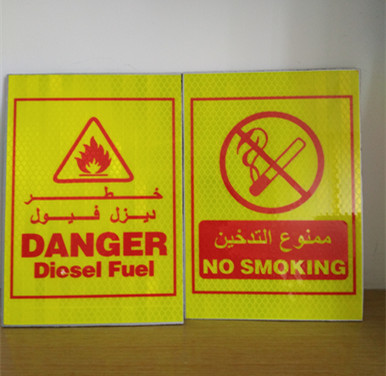 خطر
ديزل فيول
DANGER
Diesel Fuel
ممنوع التدخين
NO SMOKING